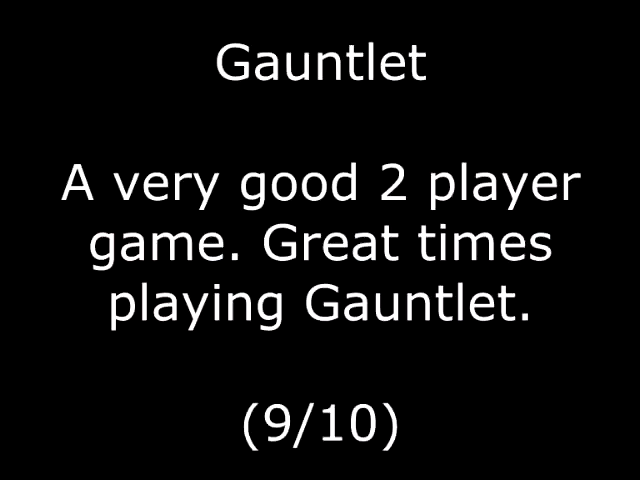 Gauntlet
A very good 2 player
game. Great times
playing Gauntlet.
(9/10)